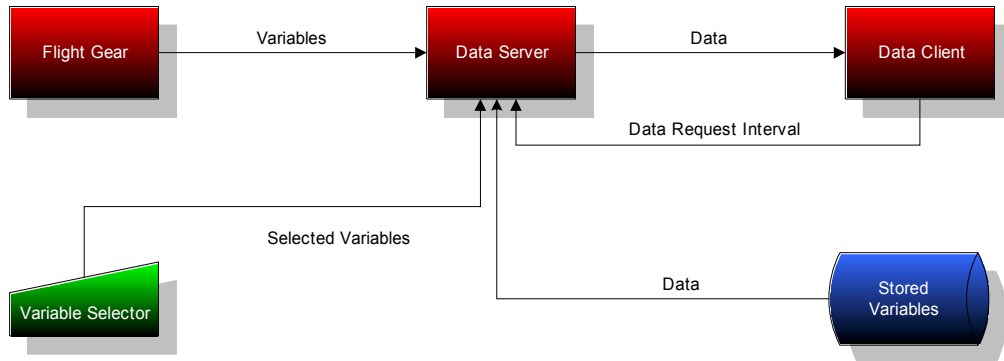 Flight Gear
Variables
Data Server
Data
Data Client
Data Request Interval
Selected Variables
Variable Selector
Data
Stored
Variables